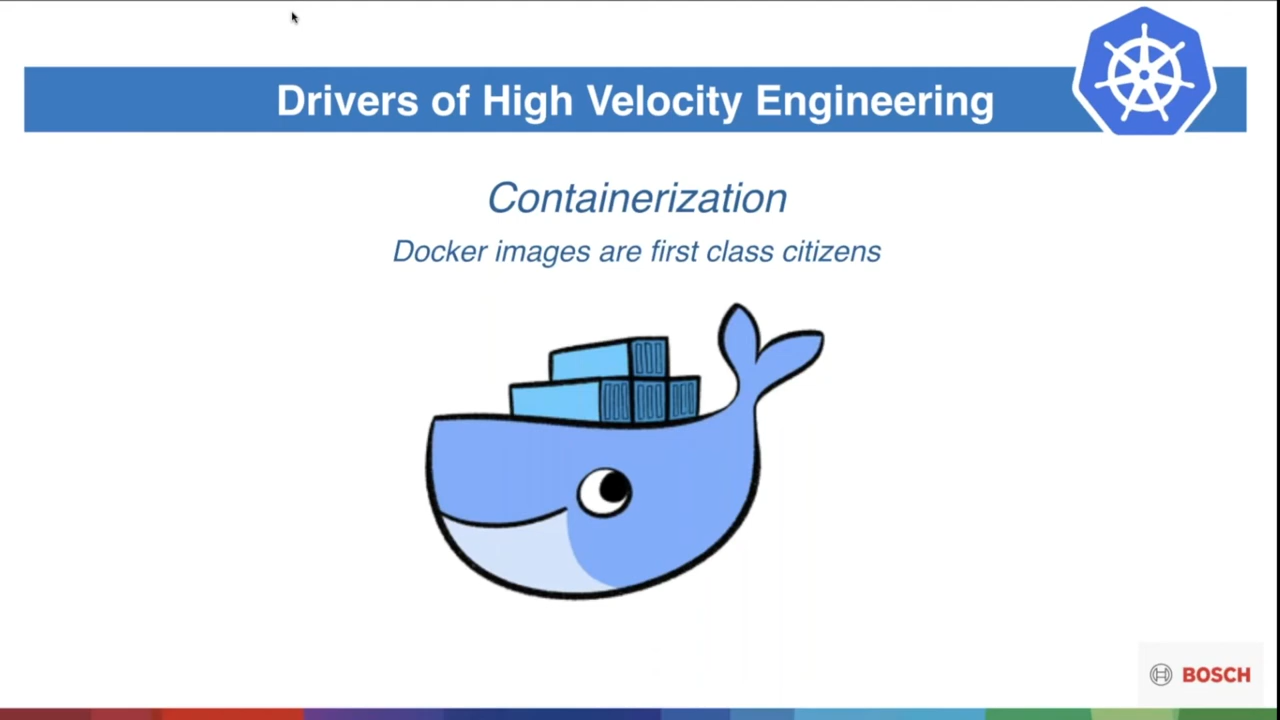 Drivers of High Velocity Engineering
Containerization
Docker images are first class citizens
BOSCH